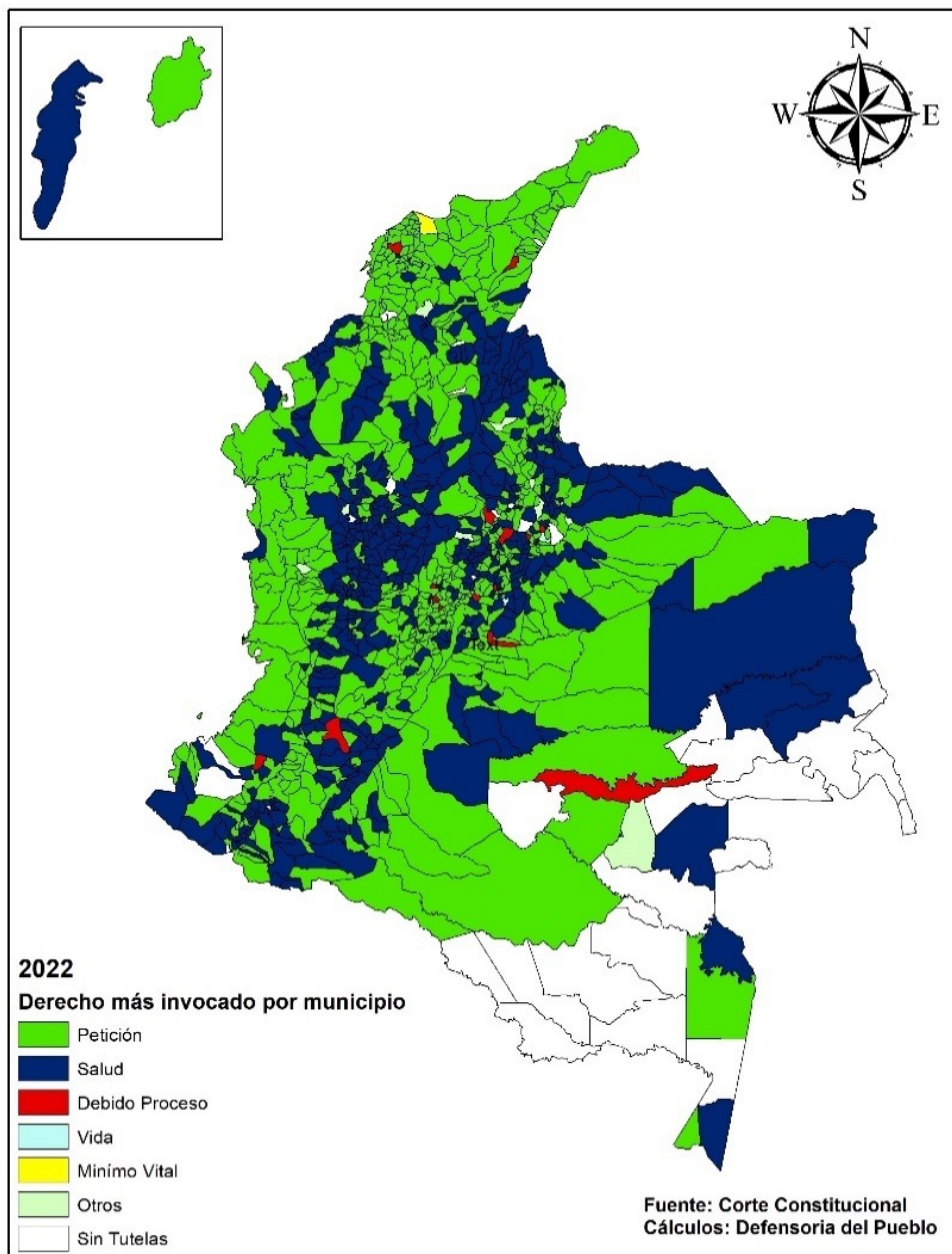 N
W E
S
Text
2022
Derecho más invocado por municipio
Petición
Salud
Debido Proceso
Vida
Minímo Vital
Otros
Sin Tutelas
Fuente: Corte Constitucional
Cálculos: Defensoria del Pueblo